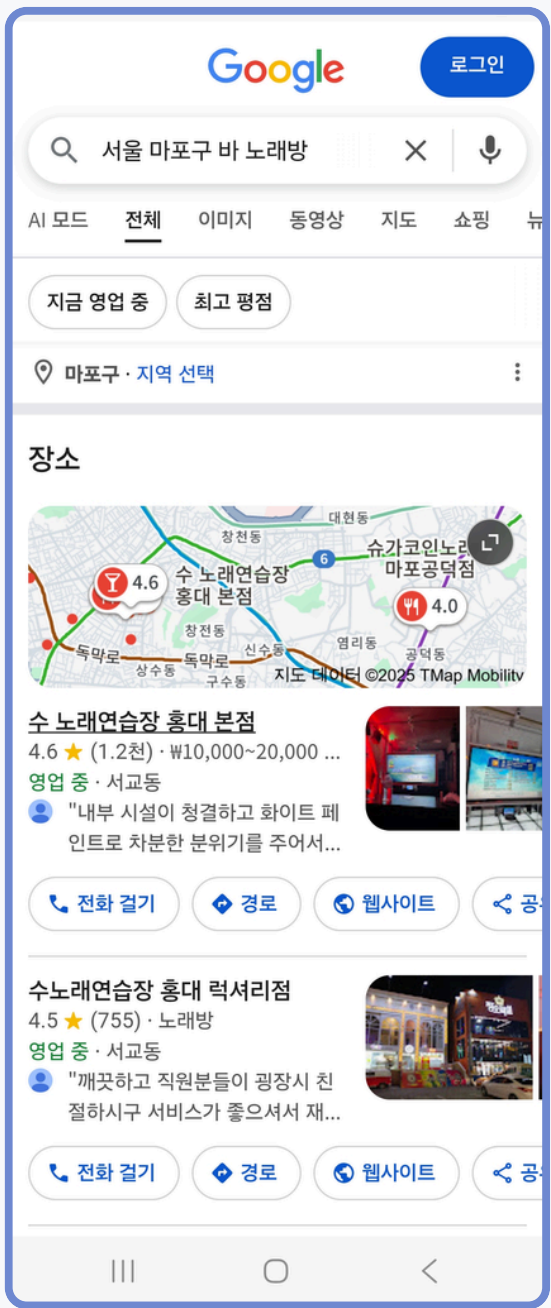 Google
로그인
서울 마포구 바 노래방
AI 모드 전체 이미지 동영상 지도 쇼핑 뉴
지금 영업 중 최고 평점
마포구 · 지역 선택
장소
대현동
창천동
6
슈가코인노래
마포공덕점
4.6
수 노래연습장
홍대 본점
4.0
창전동
염리동
신수동
공덕동
독막로
상수동
독막로
구수동
지도 데이터 ©2025 TMap Mobility
수 노래연습장 홍대 본점
4.6 ★ (1.2천) · ₩10,000~20,000 ...
영업 중 · 서교동
"내부 시설이 청결하고 화이트 페
인트로 차분한 분위기를 주어서...
전화 걸기 경로 웹사이트 공유
수노래연습장 홍대 럭셔리점
4.5 ★ (755) · 노래방
영업 중 · 서교동
"깨끗하고 직원분들이 굉장시 친
절하시구 서비스가 좋으셔서 재...
전화 걸기 경로 웹사이트 공